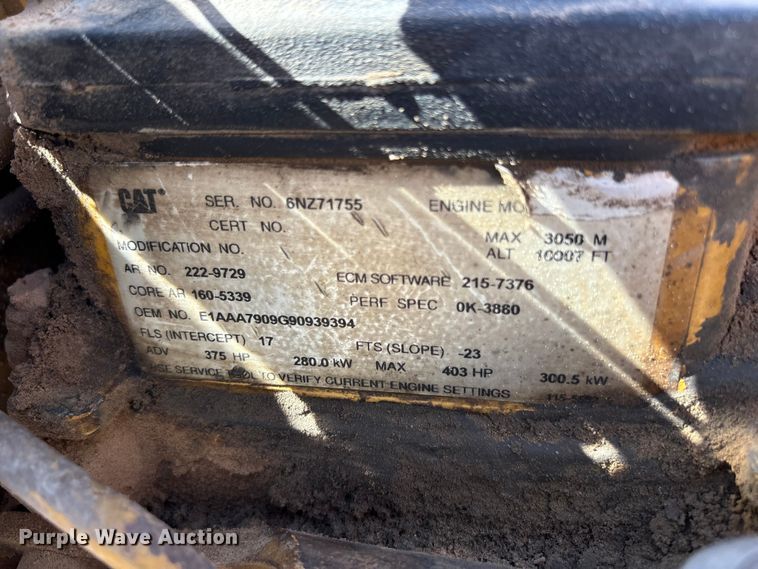 CAT SER. NO. 6NZ71755 ENGINE MO
CERT NO. MAX 3050 M
MODIFICATION NO. ALT 10007 FT
AR. NO. 222-9729 ECM SOFTWARE 215-7376
CORE AR 160-5339 PERF SPEC 0K-3880
OEM NO. E1AAA7909G90939394
FLS (INTERCEPT) 17 FTS (SLOPE) -23
ADV 375 HP 280.0 kW MAX 403 HP 300.5 kW
USE SERVICE TOOL TO VERIFY CURRENT ENGINE SETTINGS
Purple Wave Auction